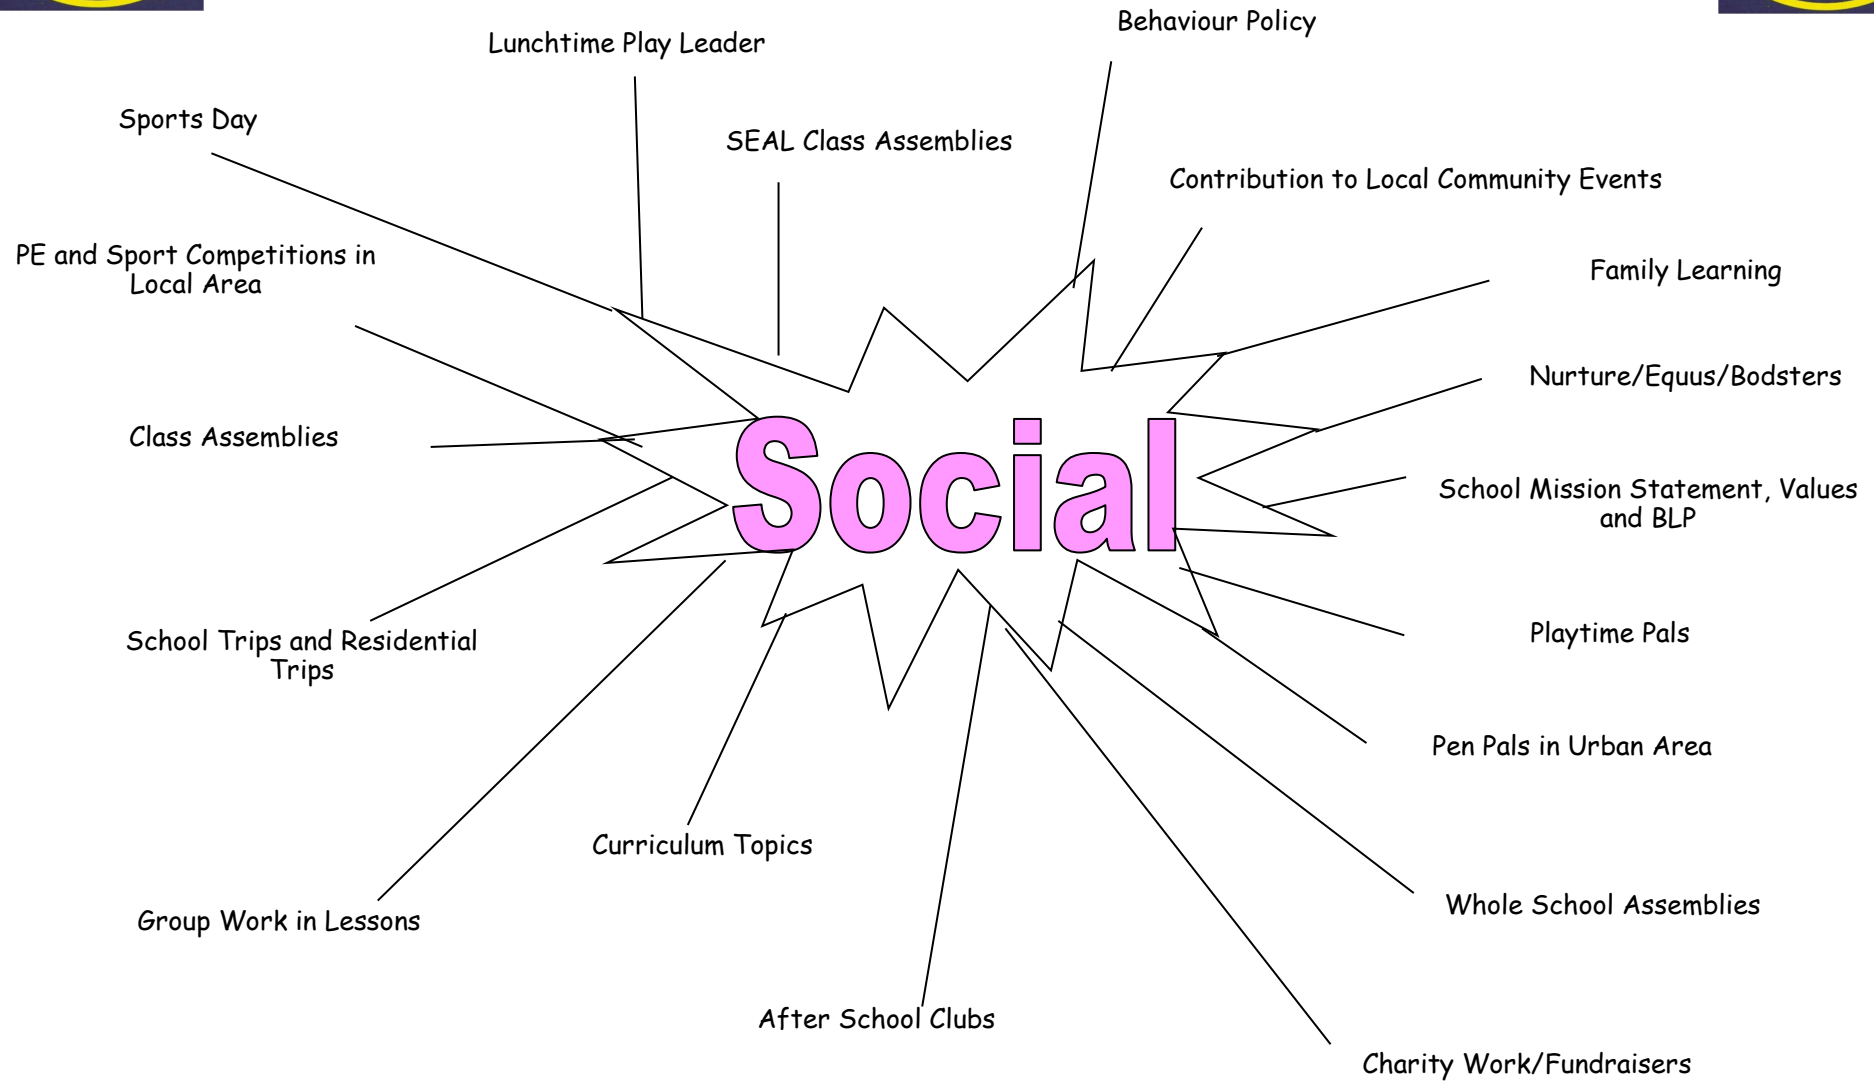 Behaviour Policy
Lunchtime Play Leader
Sports Day
SEAL Class Assemblies
Contribution to Local Community Events
PE and Sport Competitions in
Local Area
Family Learning
Nurture/Equus/Bodsters
Class Assemblies
Social
School Mission Statement, Values
and BLP
School Trips and Residential
Trips
Playtime Pals
Pen Pals in Urban Area
Curriculum Topics
Whole School Assemblies
Group Work in Lessons
After School Clubs
Charity Work/Fundraisers